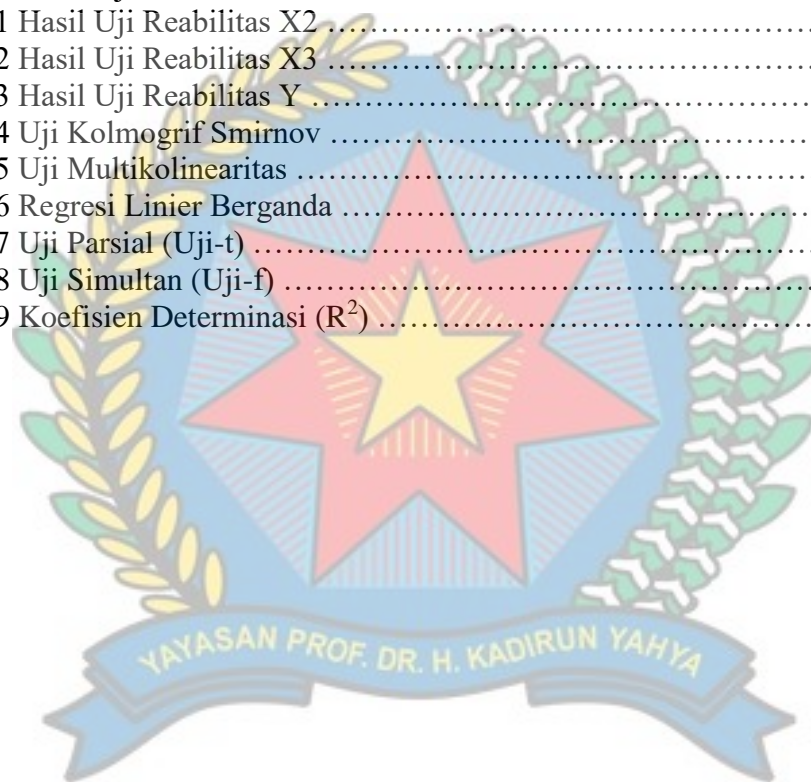 1 Hasil Uji Reabilitas X2 ……………………………………………
2 Hasil Uji Reabilitas X3 ……………………………………………
3 Hasil Uji Reabilitas Y ……………………………………………
4 Uji Kolmogrif Smirnov ……………………………………………
5 Uji Multikolinearitas ……………………………………………
6 Regresi Linier Berganda ……………………………………………
7 Uji Parsial (Uji-t) ……………………………………………
8 Uji Simultan (Uji-f) ……………………………………………
9 Koefisien Determinasi (R²) ……………………………………………
YAYASAN PROF. DR. H. KADIRUN YAHYA